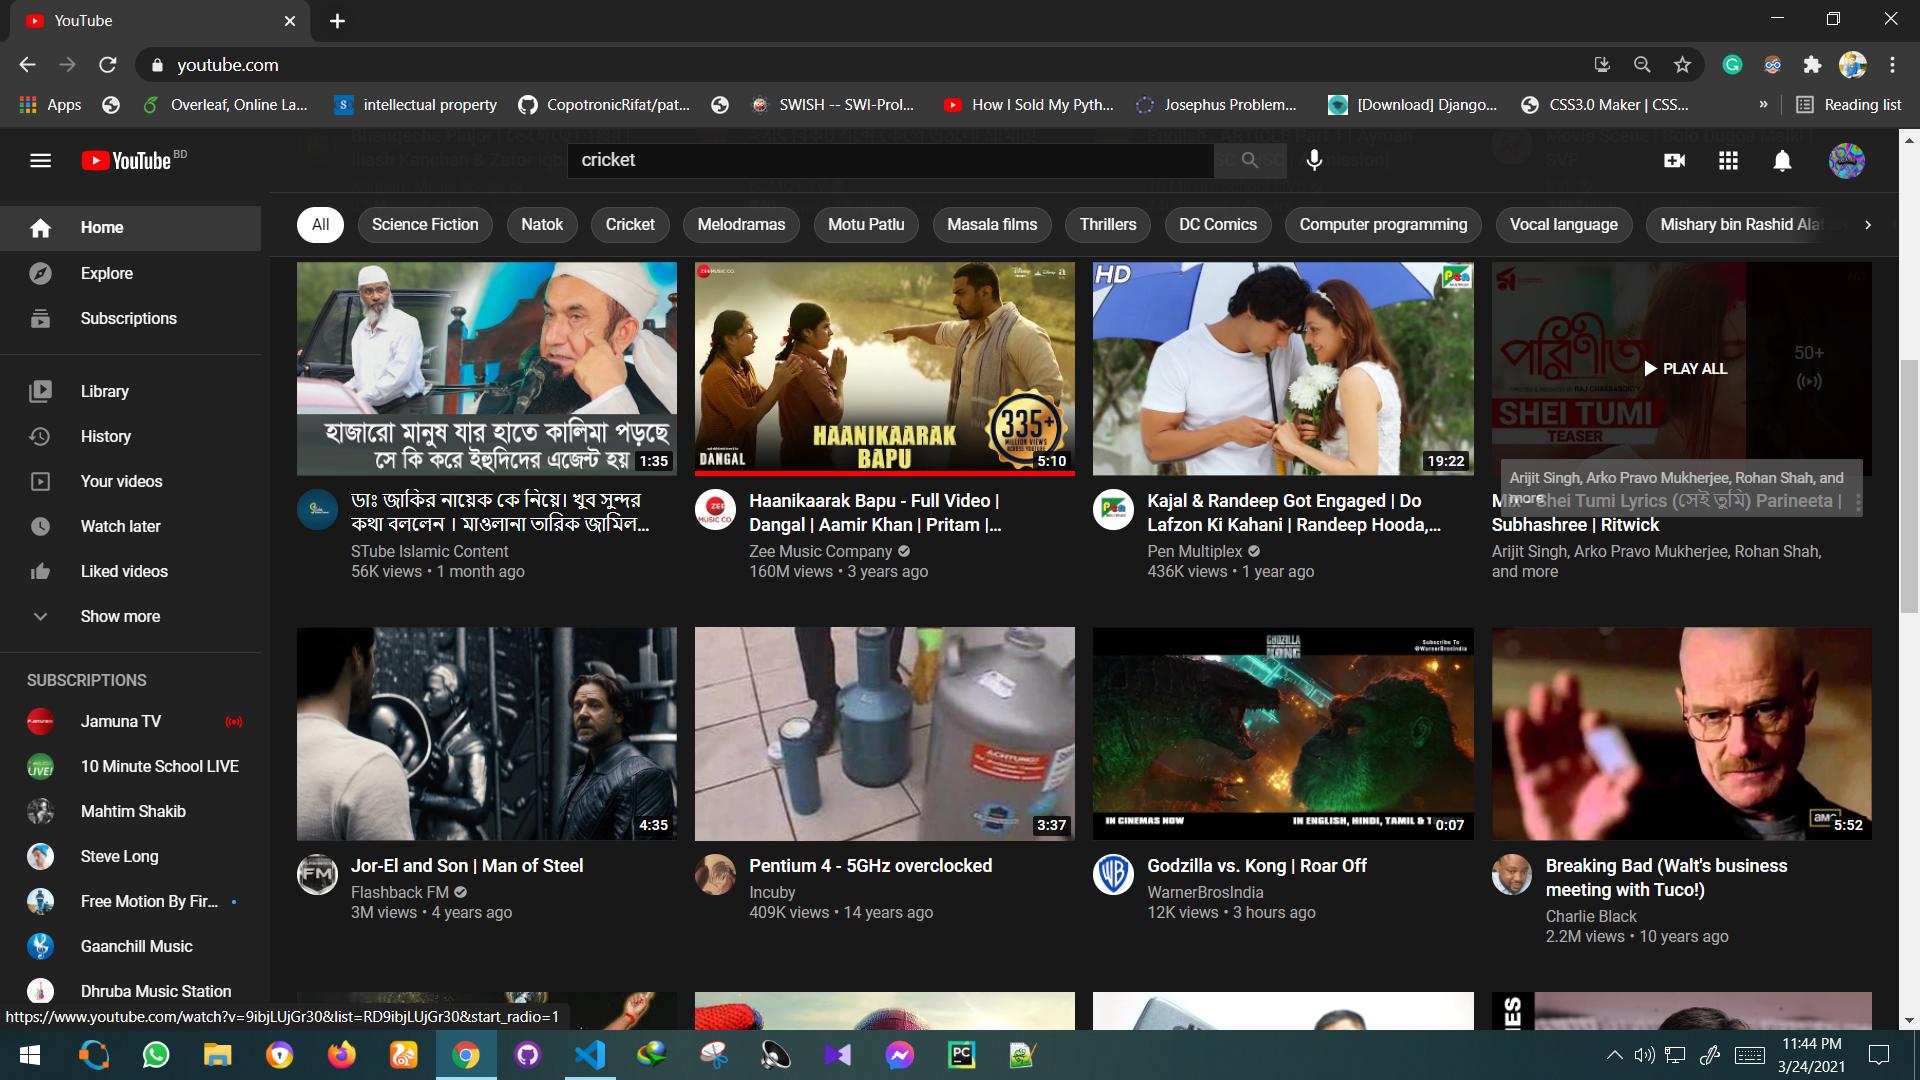 YouTube
youtube.com
Apps
Overleaf, Online La...
intellectual property
CopotronicRifat/pat...
SWISH -- SWI-Prol...
How I Sold My Pyth...
Josephus Problem...
[Download] Django...
CSS3.0 Maker | CSS...
»
Reading list
YouTube BD
cricket
Home
Explore
Subscriptions
Library
History
Your videos
Watch later
Liked videos
Show more
SUBSCRIPTIONS
Jamuna TV
10 Minute School LIVE
Mahtim Shakib
Steve Long
Free Motion By Fir...
Gaanchill Music
Dhruba Music Station
All
Science Fiction
Natok
Cricket
Melodramas
Motu Patlu
Masala films
Thrillers
DC Comics
Computer programming
Vocal language
Mishary bin Rashid Ala
হাজারো মানুষ যার হাতে কালিমা পড়ছে
সে কি করে ইহুদিদের এজেন্ট হয়
1:35
ডাঃ জাকির নায়েক কে নিয়ে। খুব সুন্দর
কথা বললেন । মাওলানা তারিক জামিল...
STube Islamic Content
56K views • 1 month ago
ZEE MUSIC CO.
HAANIKAARAK
BAPU
DANGAL
335+
MILLION VIEWS
5:10
Haanikaarak Bapu - Full Video |
Dangal | Aamir Khan | Pritam |...
Zee Music Company
160M views • 3 years ago
HD
Pen
19:22
Kajal & Randeep Got Engaged | Do
Lafzon Ki Kahani | Randeep Hooda,...
Pen Multiplex
436K views • 1 year ago
পরিণীতা
RAJ CHAKRABORTY
SHEI TUMI
TEASER
50+
PLAY ALL
Arijit Singh, Arko Pravo Mukherjee, Rohan Shah, and
more
Mix - Shei Tumi Lyrics (সেই তুমি) Parineeta |
Subhashree | Ritwick
Arijit Singh, Arko Pravo Mukherjee, Rohan Shah,
and more
4:35
FM
Jor-El and Son | Man of Steel
Flashback FM
3M views • 4 years ago
ACHTUNG!
3:37
Pentium 4 - 5GHz overclocked
Incuby
409K views • 14 years ago
GODZILLA
KONG
Subscribe To
@WarnerBrosIndia
IN CINEMAS NOW
IN ENGLISH, HINDI, TAMIL & T
0:07
Godzilla vs. Kong | Roar Off
WarnerBrosIndia
12K views • 3 hours ago
amc
5:52
Breaking Bad (Walt's business
meeting with Tuco!)
Charlie Black
2.2M views • 10 years ago
https://www.youtube.com/watch?v=9ibjLUjGr30&list=RD9ibjLUjGr30&start_radio=1
11:44 PM
3/24/2021